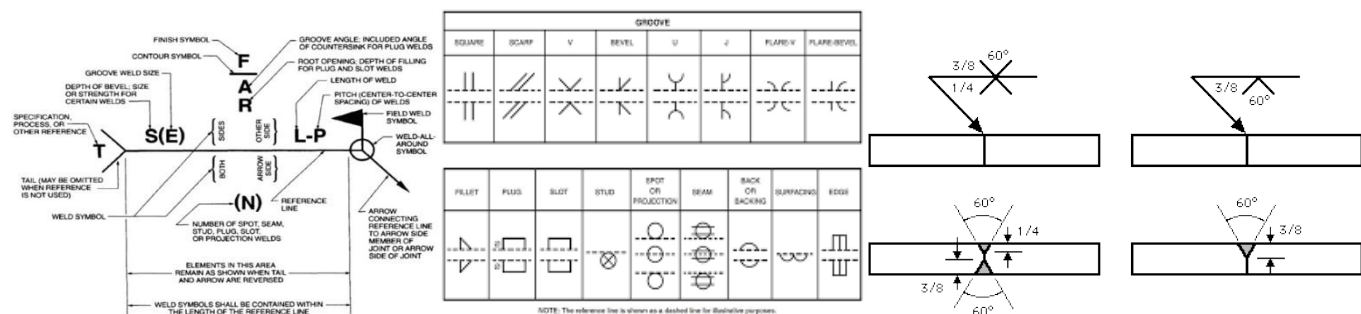 FINISH SYMBOL
CONTOUR SYMBOL
GROOVE WELD SIZE
DEPTH OF BEVEL; SIZE
OR STRENGTH FOR
CERTAIN WELDS
SPECIFICATION,
PROCESS, OR
OTHER REFERENCE
T
TAIL (MAY BE OMITTED
WHEN REFERENCE
IS NOT USED)
WELD SYMBOL
S(E)
F
A
R
GROOVE ANGLE; INCLUDED ANGLE
OF COUNTERSINK FOR PLUG WELDS
ROOT OPENING; DEPTH OF FILLING
FOR PLUG AND SLOT WELDS
LENGTH OF WELD
PITCH (CENTER-TO-CENTER
SPACING) OF WELDS
L-P
FIELD WELD
SYMBOL
WELD-ALL-
AROUND
SYMBOL
SIDES
OTHER
SIDE
BOTH
ARROW
SIDE
(N)
REFERENCE
LINE
NUMBER OF SPOT, SEAM,
STUD, PLUG, SLOT,
OR PROJECTION WELDS
ARROW
CONNECTING
REFERENCE LINE
TO ARROW SIDE
MEMBER OF
JOINT OR ARROW
SIDE OF JOINT
ELEMENTS IN THIS AREA
REMAIN AS SHOWN WHEN TAIL
AND ARROW ARE REVERSED
WELD SYMBOLS SHALL BE CONTAINED WITHIN
THE LENGTH OF THE REFERENCE LINE
GROOVE
SQUARE SCARF V BEVEL U J FLARE-V FLARE-BEVEL
FILLET PLUG SLOT STUD SPOT OR PROJECTION SEAM BACK OR BACKING SURFACING EDGE
NOTE: The reference line is shown as a dashed line for illustrative purposes.
60°
3/8
1/4
3/8
60°
60°
1/4
3/8
60°
60°
3/8